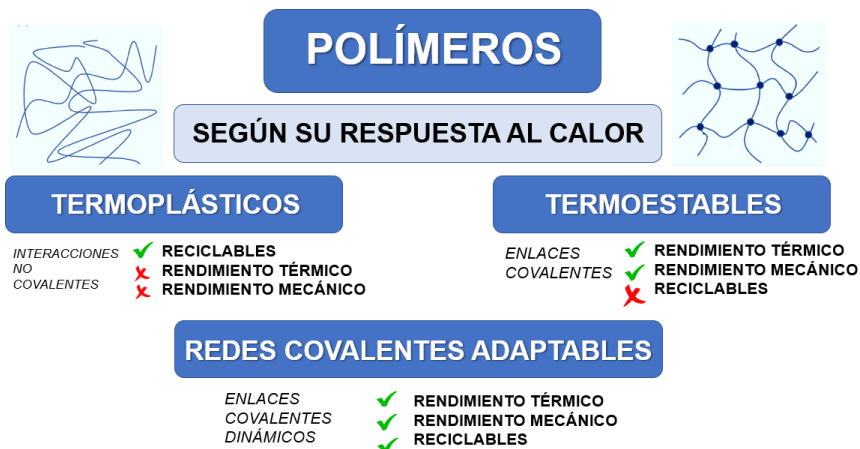 POLÍMEROS
SEGÚN SU RESPUESTA AL CALOR
TERMOPLÁSTICOS
INTERACCIONES
NO
COVALENTES
RECICLABLES
RENDIMIENTO TÉRMICO
RENDIMIENTO MECÁNICO
TERMOESTABLES
ENLACES
COVALENTES
RENDIMIENTO TÉRMICO
RENDIMIENTO MECÁNICO
RECICLABLES
REDES COVALENTES ADAPTABLES
ENLACES
COVALENTES
DINÁMICOS
RENDIMIENTO TÉRMICO
RENDIMIENTO MECÁNICO
RECICLABLES